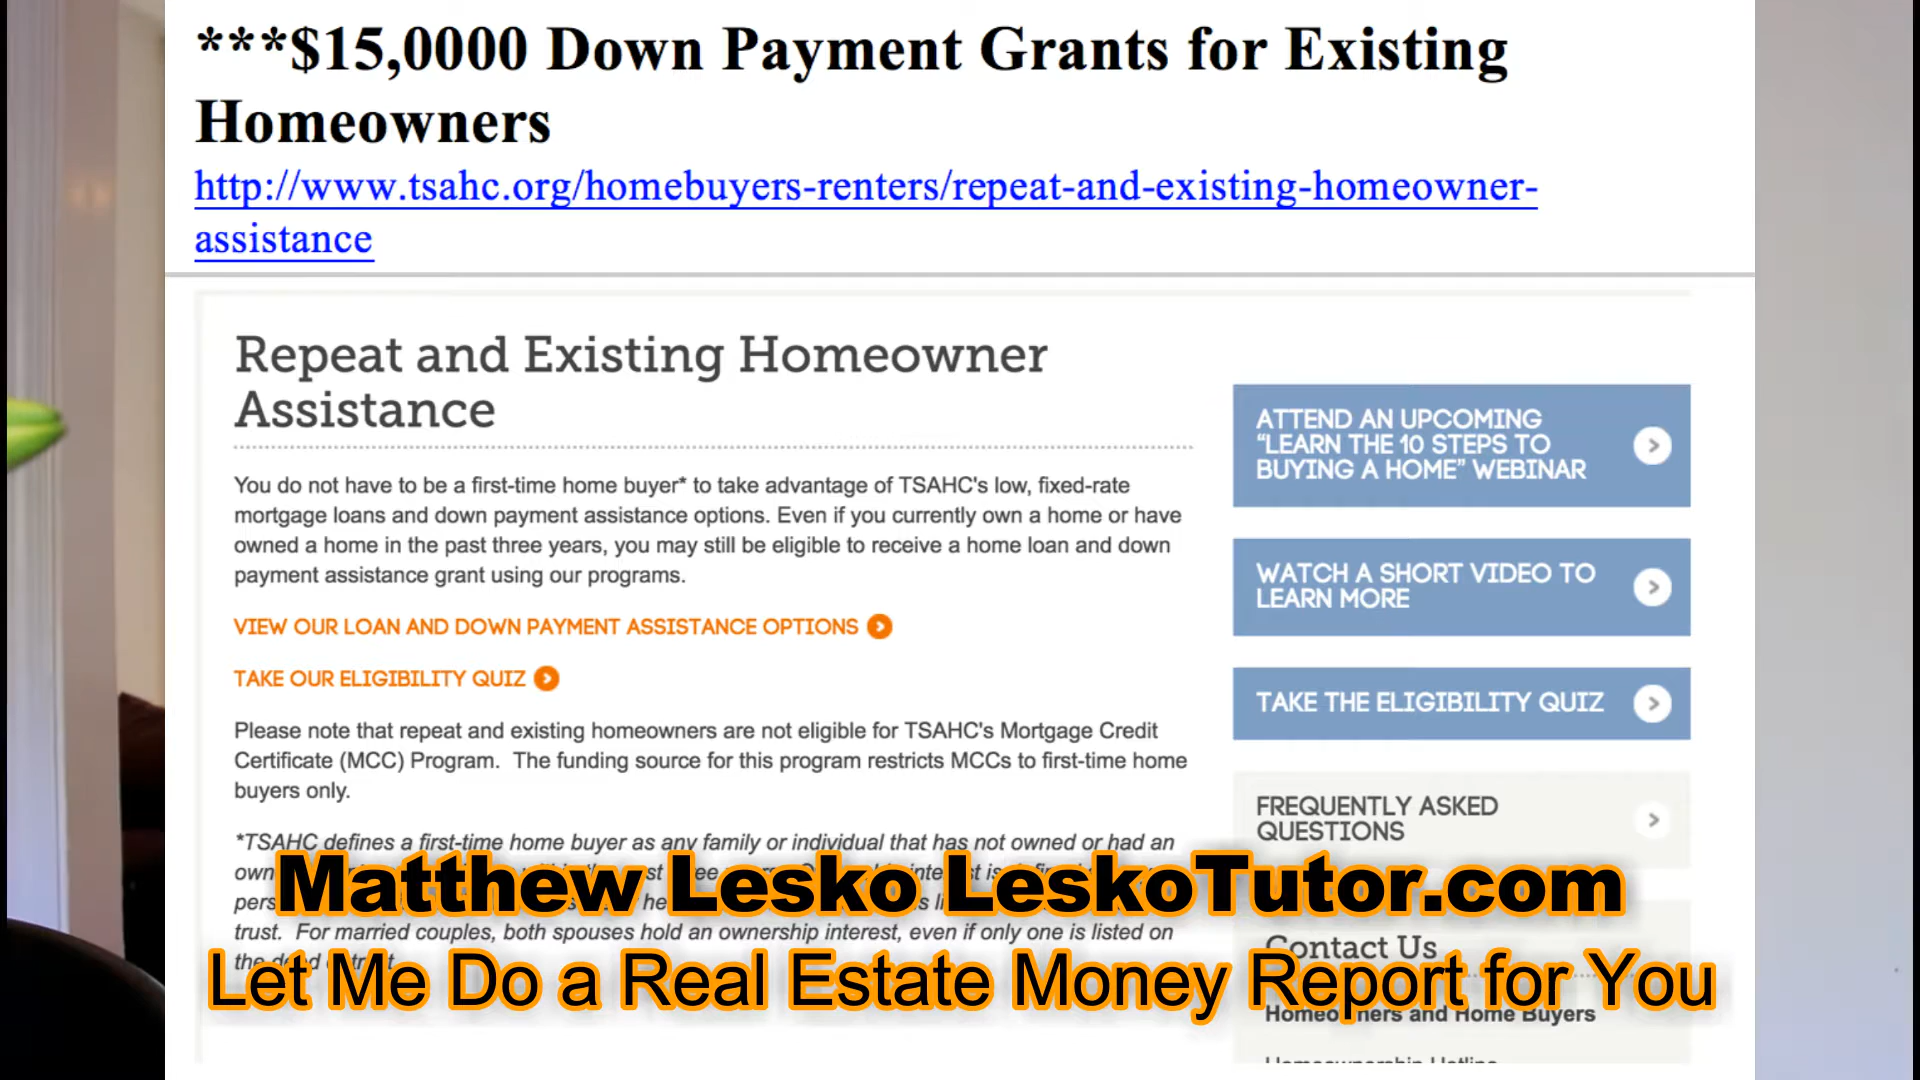 ***$15,0000 Down Payment Grants for Existing
Homeowners
http://www.tsahc.org/homebuyers-renters/repeat-and-existing-homeowner-
assistance
Repeat and Existing Homeowner
Assistance
You do not have to be a first-time home buyer* to take advantage of TSAHC's low, fixed-rate
mortgage loans and down payment assistance options. Even if you currently own a home or have
owned a home in the past three years, you may still be eligible to receive a home loan and down
payment assistance grant using our programs.
VIEW OUR LOAN AND DOWN PAYMENT ASSISTANCE OPTIONS
TAKE OUR ELIGIBILITY QUIZ
Please note that repeat and existing homeowners are not eligible for TSAHC's Mortgage Credit
Certificate (MCC) Program. The funding source for this program restricts MCCs to first-time home
buyers only.
*TSAHC defines a first-time home buyer as any family or individual that has not owned or had an
trust. For married couples, both spouses hold an ownership interest, even if only one is listed on
the
ATTEND AN UPCOMING
“LEARN THE 10 STEPS TO
BUYING A HOME” WEBINAR
WATCH A SHORT VIDEO TO
LEARN MORE
TAKE THE ELIGIBILITY QUIZ
FREQUENTLY ASKED
QUESTIONS
Contact Us
Homeowners and Home Buyers
Homeownership Hotline
Matthew Lesko LeskoTutor.com
Let Me Do a Real Estate Money Report for You